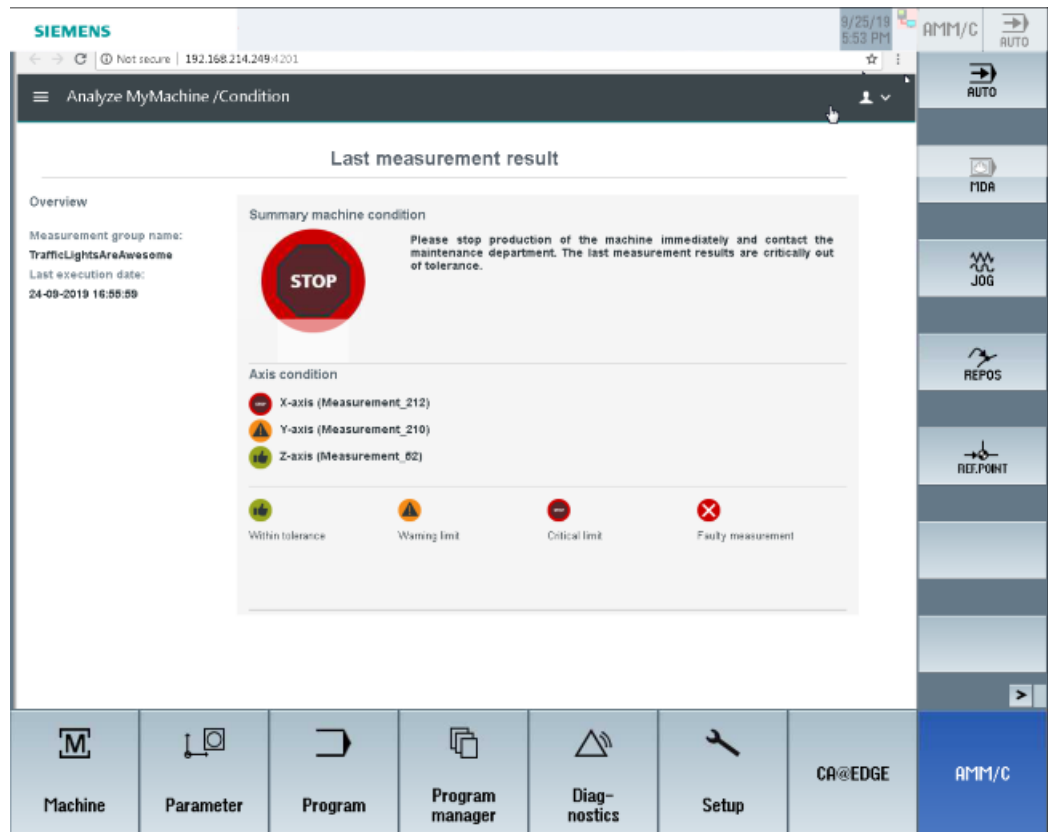 SIEMENS
9/25/19
5:53 PM
AMM/C
AUTO
Not secure | 192.168.214.249:4201
Analyze MyMachine /Condition
AUTO
MDA
JOG
REPOS
REF.POINT
Last measurement result
Overview
Measurement group name:
TrafficLightsAreAwesome
Last execution date:
24-09-2019 16:55:59
Summary machine condition
STOP
Please stop production of the machine immediately and contact the
maintenance department. The last measurement results are critically out
of tolerance.
Axis condition
STOP
X-axis (Measurement_212)
Y-axis (Measurement_210)
Z-axis (Measurement_62)
STOP
Within tolerance
Warning limit
Critical limit
Faulty measurement
>
M
Machine
Parameter
Program
Program
manager
Diag-
nostics
Setup
CA@EDGE
AMM/C